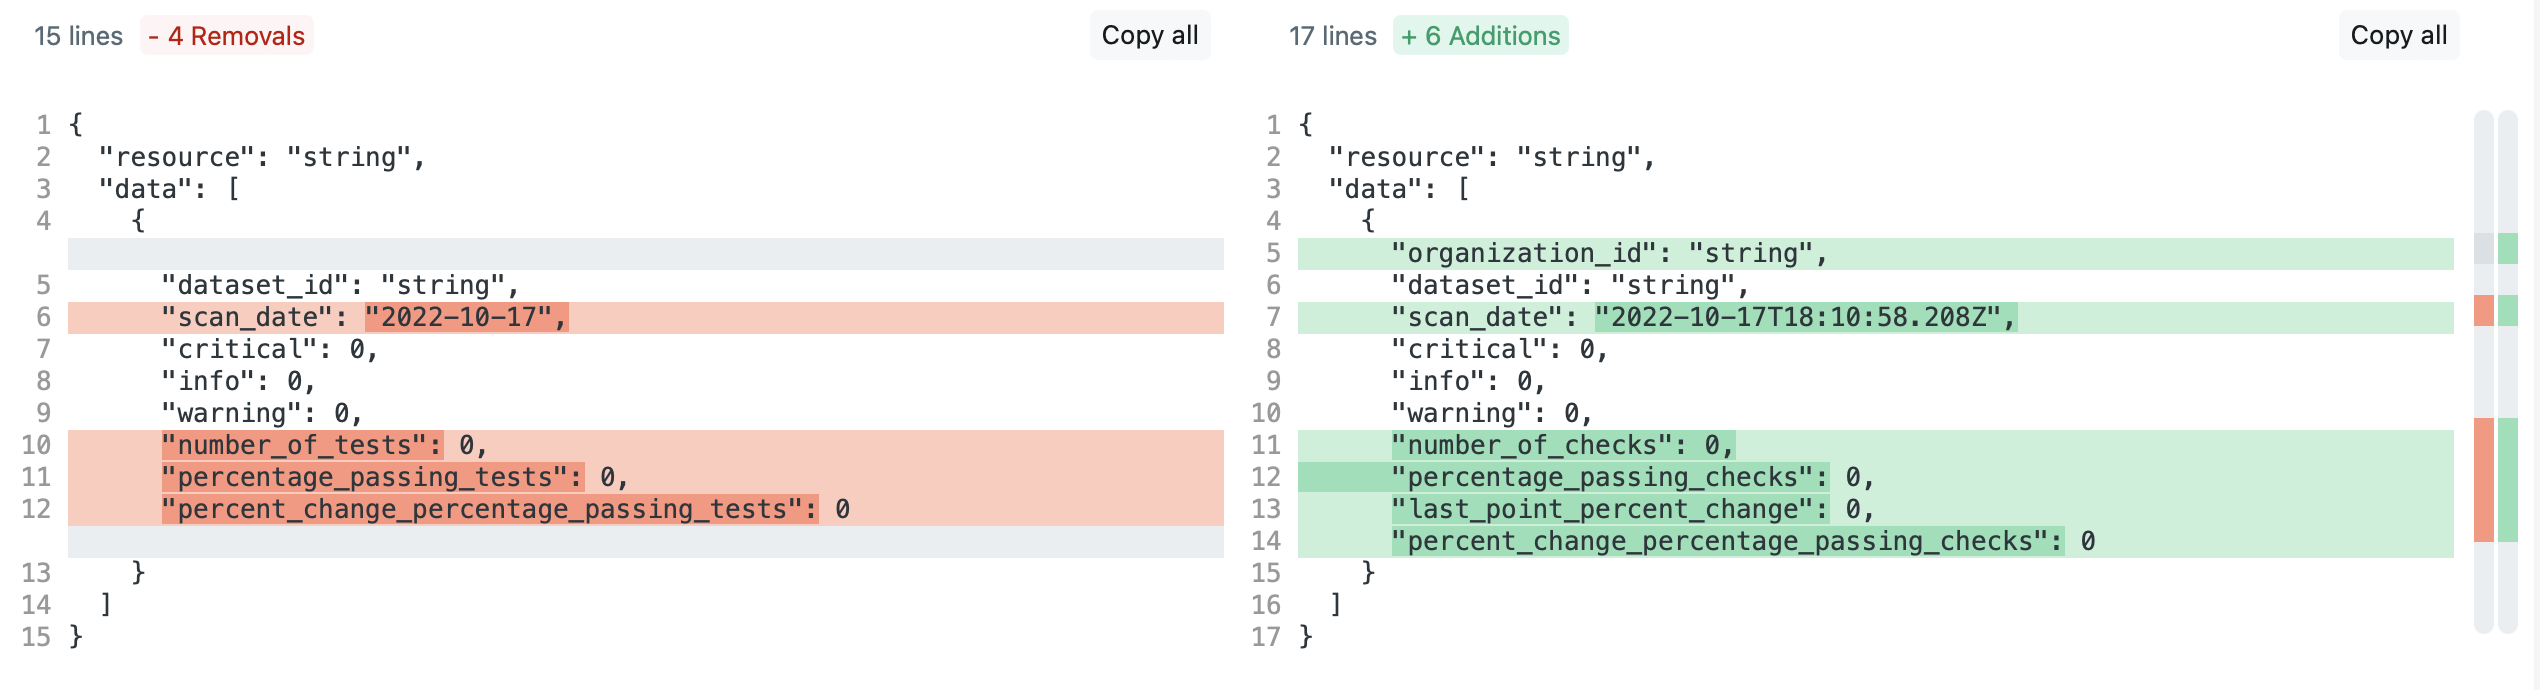 15 lines - 4 Removals Copy all
1 {
2   "resource": "string",
3   "data": [
4     {
5       "dataset_id": "string",
6       "scan_date": "2022-10-17",
7       "critical": 0,
8       "info": 0,
9       "warning": 0,
10       "number_of_tests": 0,
11       "percentage_passing_tests": 0,
12       "percent_change_percentage_passing_tests": 0
13     }
14   ]
15 }
17 lines + 6 Additions Copy all
1 {
2   "resource": "string",
3   "data": [
4     {
5       "organization_id": "string",
6       "dataset_id": "string",
7       "scan_date": "2022-10-17T18:10:58.208Z",
8       "critical": 0,
9       "info": 0,
10       "warning": 0,
11       "number_of_checks": 0,
12       "percentage_passing_checks": 0,
13       "last_point_percent_change": 0,
14       "percent_change_percentage_passing_checks": 0
15     }
16   ]
17 }